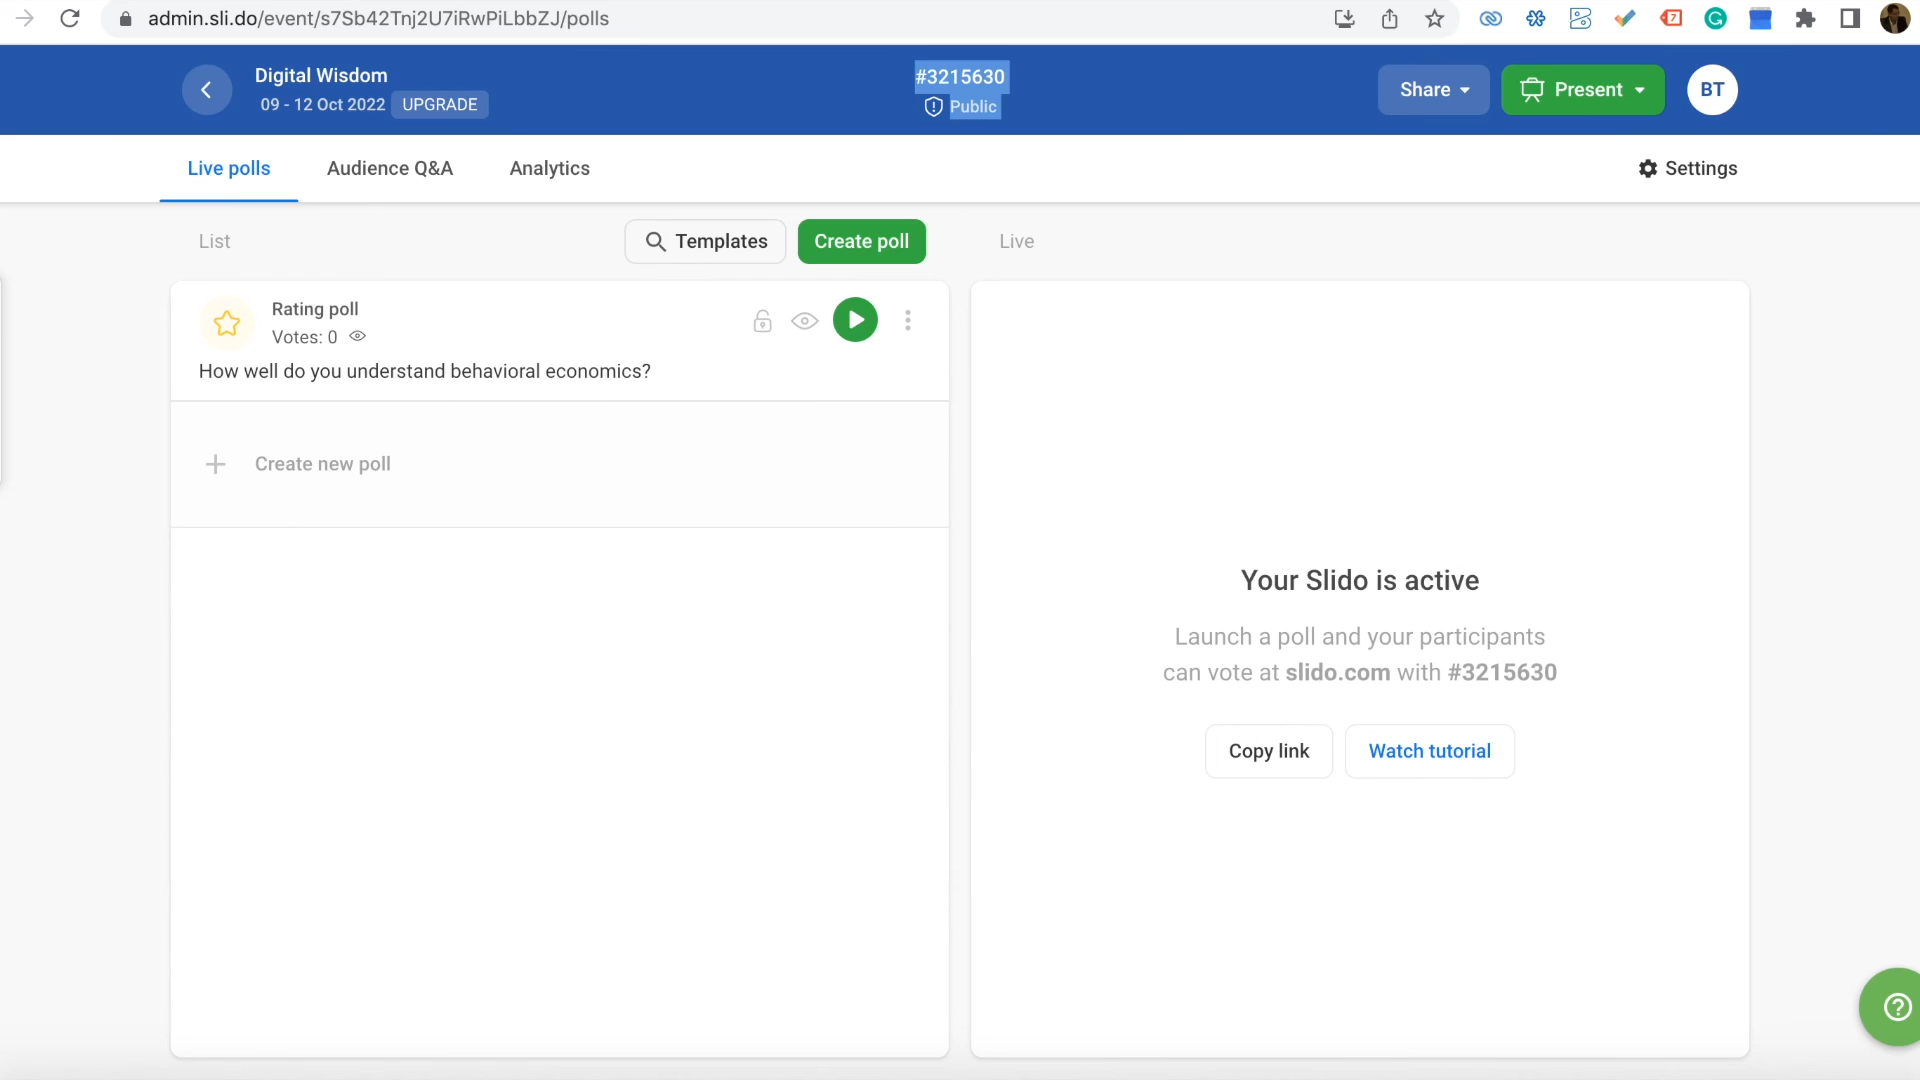 admin.sli.do/event/s7Sb42Tnj2U7iRwPiLbbZJ/polls
7
Digital Wisdom
09 - 12 Oct 2022 UPGRADE
#3215630
Public
Share
Present
BT
Live polls
Audience Q&A
Analytics
Settings
List
Templates
Create poll
Live
Rating poll
Votes: 0
How well do you understand behavioral economics?
Create new poll
Your Slido is active
Launch a poll and your participants
can vote at slido.com with #3215630
Copy link
Watch tutorial